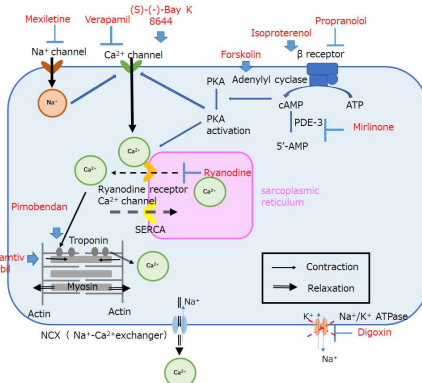 (S)-(-)-Bay K
8644
Mexiletine
Verapamil
Propranolol
Isoproterenol
Na⁺ channel
Ca²⁺ channel
Forskolin
β receptor
PKA
Adenylyl cyclase
Na⁺
cAMP
ATP
PKA
activation
PDE-3
Mirlinone
5’-AMP
Ca²⁺
Ca²⁺
Ryanodine
Ca²⁺
Ryanodine receptor
Ca²⁺ channel
sarcoplasmic
reticulum
SERCA
Pimobendan
Troponin
amtiv
bil
Ca²⁺
Myosin
Actin
Actin
Contraction
Relaxation
Na⁺
NCX ( Na⁺-Ca²⁺exchanger)
K⁺
Na⁺/K⁺ ATPase
Digoxin
Na⁺
Ca²⁺